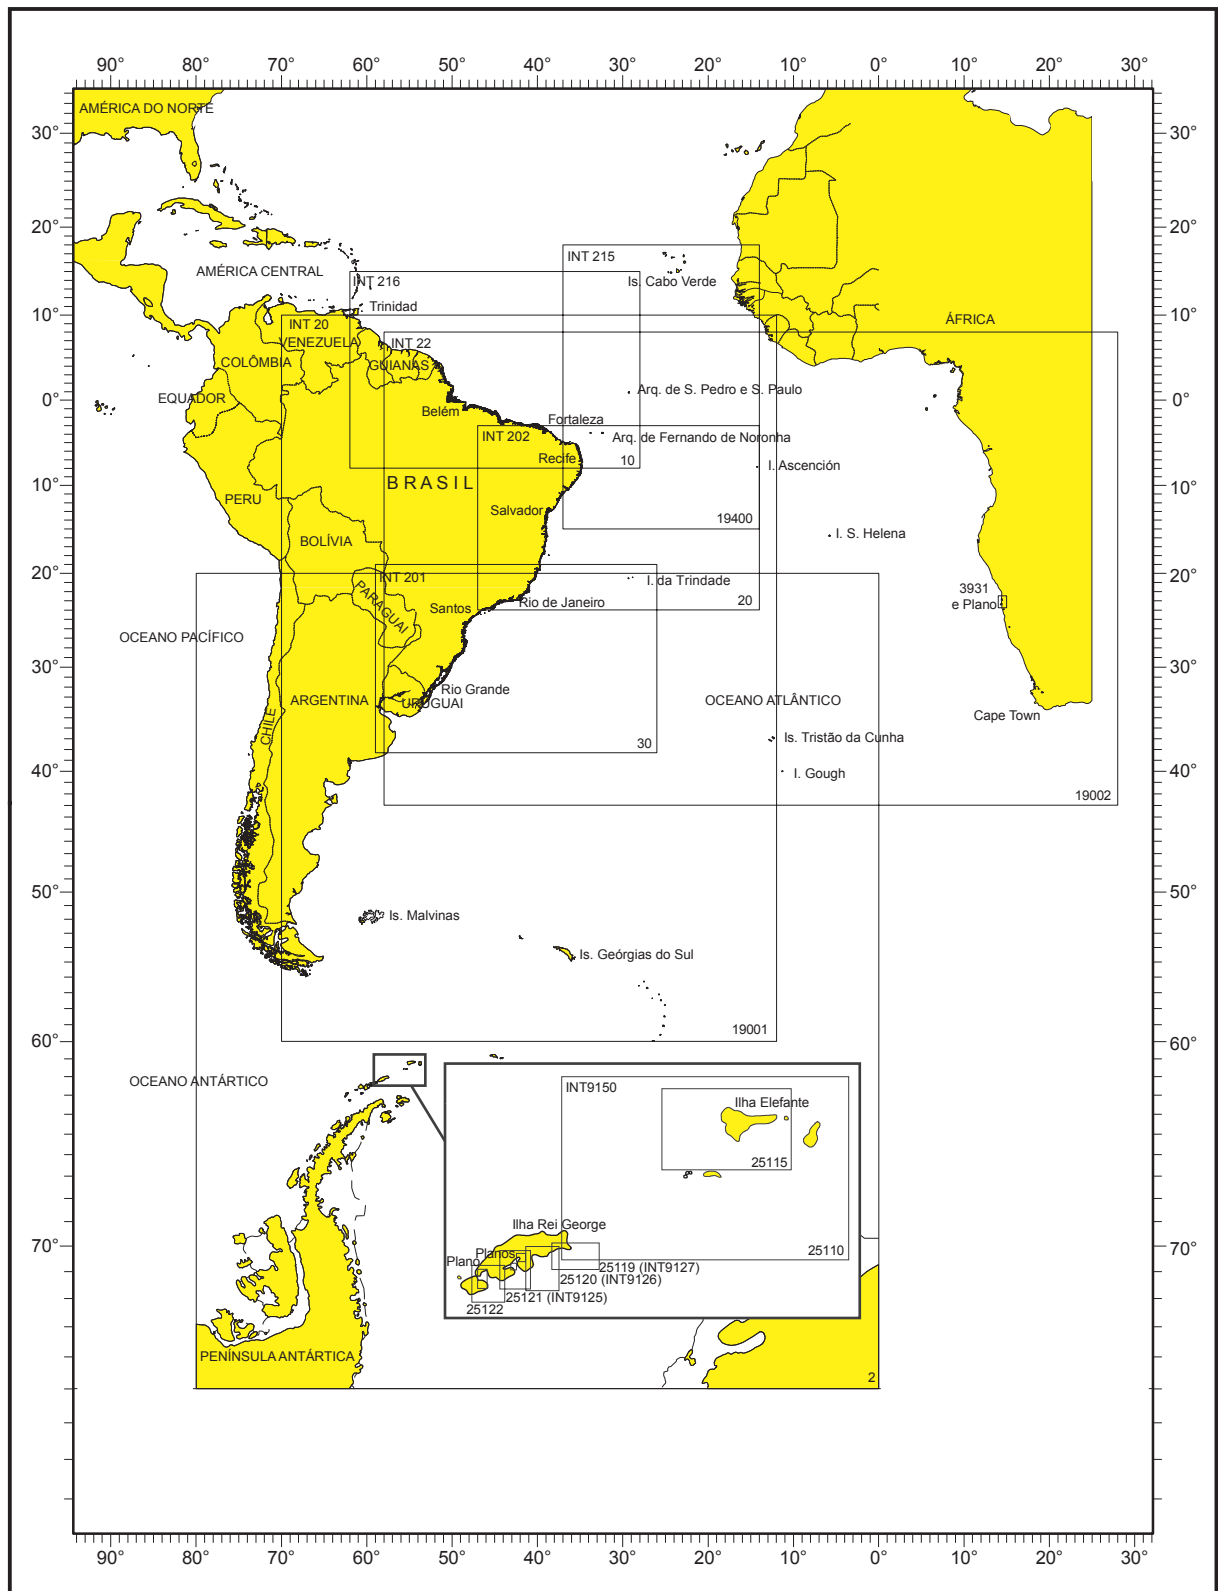 90° 80° 70° 60° 50° 40° 30° 20° 10° 0° 10° 20° 30°
AMÉRICA DO NORTE
30° 30°
20° 20°
INT 215
AMÉRICA CENTRAL
INT 216
Is. Cabo Verde
Trinidad
10° 10°
INT 20
ÁFRICA
VENEZUELA
INT 22
COLÔMBIA
GUIANAS
Arq. de S. Pedro e S. Paulo
EQUADOR
0° 0°
Belém
Fortaleza
INT 202
Arq. de Fernando de Noronha
Recife
10
I. Ascención
BRASIL
10° 10°
PERU
Salvador
19400
I. S. Helena
BOLÍVIA
20° 20°
INT 201
I. da Trindade
3931
e Plano
PARAGUAI
20
Santos
Rio de Janeiro
OCEANO PACÍFICO
30° 30°
Rio Grande
ARGENTINA
URUGUAI
OCEANO ATLÂNTICO
CHILE
Cape Town
30
Is. Tristão da Cunha
40° 40°
I. Gough
19002
50° 50°
Is. Malvinas
Is. Geórgias do Sul
19001
60° 60°
OCEANO ANTÁRTICO
INT9150
Ilha Elefante
25115
Ilha Rei George
70° 70°
25110
Planos
Plano
25119 (INT9127)
25120 (INT9126)
25121 (INT9125)
25122
PENÍNSULA ANTÁRTICA
2
90° 80° 70° 60° 50° 40° 30° 20° 10° 0° 10° 20° 30°